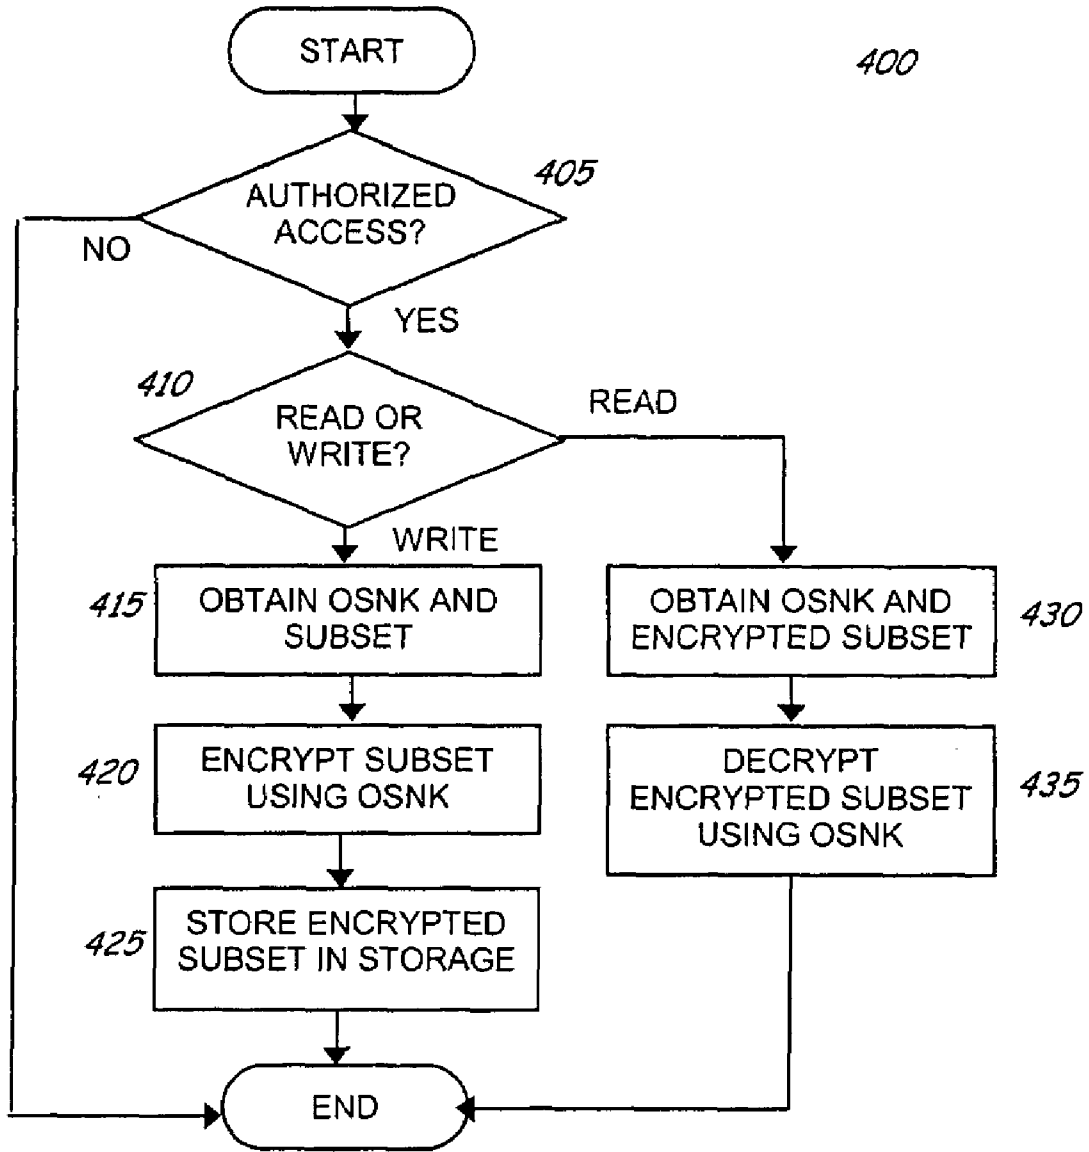 START
400
405
AUTHORIZED
ACCESS?
NO
YES
410
READ OR
WRITE?
READ
WRITE
415
OBTAIN OSNK AND
SUBSET
OBTAIN OSNK AND
ENCRYPTED SUBSET
430
420
ENCRYPT SUBSET
USING OSNK
DECRYPT
ENCRYPTED SUBSET
USING OSNK
435
425
STORE ENCRYPTED
SUBSET IN STORAGE
END